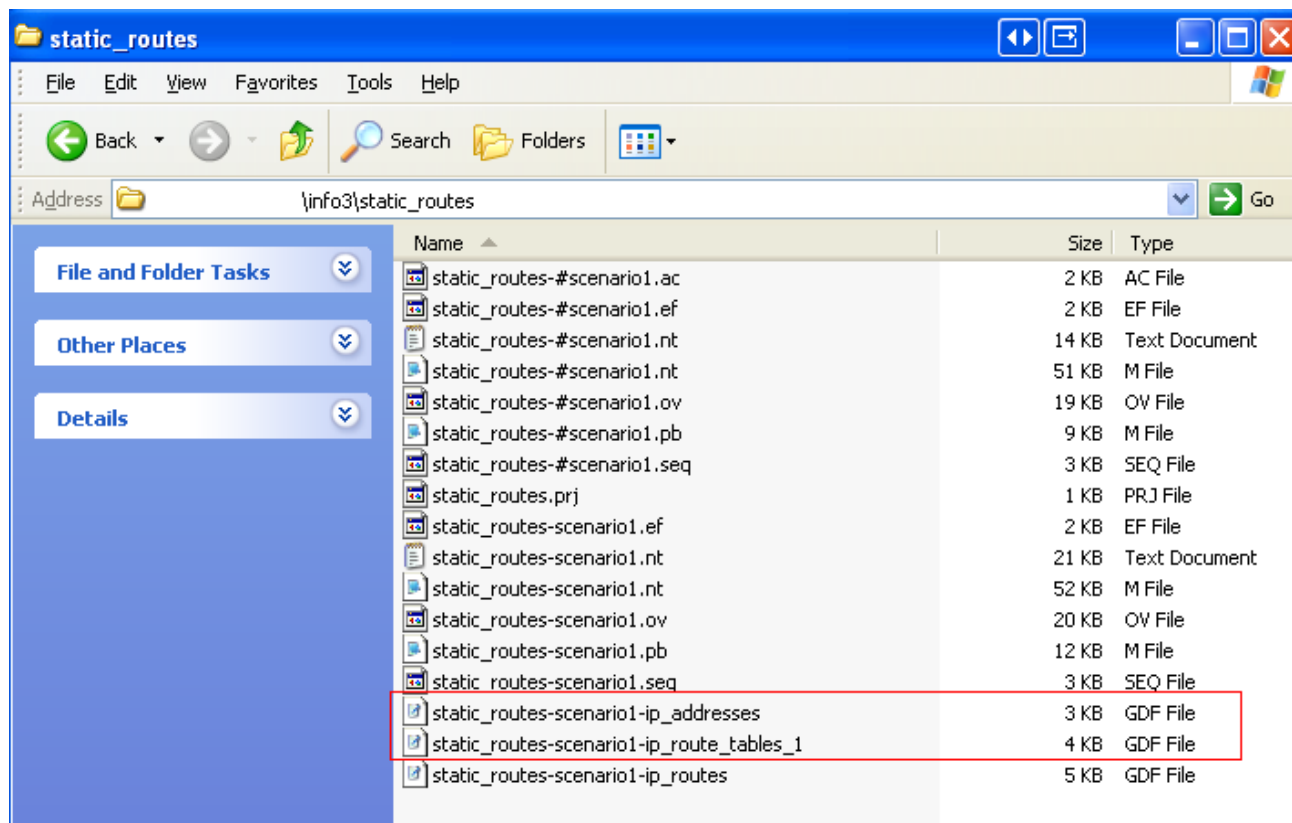 static_routes
File Edit View Favorites Tools Help
Back Search Folders
Address \info3\static_routes Go
Name Size Type
File and Folder Tasks
Other Places
Details
static_routes-#scenario1.ac 2 KB AC File
static_routes-#scenario1.ef 2 KB EF File
static_routes-#scenario1.nt 14 KB Text Document
static_routes-#scenario1.nt 51 KB M File
static_routes-#scenario1.ov 19 KB OV File
static_routes-#scenario1.pb 9 KB M File
static_routes-#scenario1.seq 3 KB SEQ File
static_routes.prj 1 KB PRJ File
static_routes-scenario1.ef 2 KB EF File
static_routes-scenario1.nt 21 KB Text Document
static_routes-scenario1.nt 52 KB M File
static_routes-scenario1.ov 20 KB OV File
static_routes-scenario1.pb 12 KB M File
static_routes-scenario1.seq 3 KB SEQ File
static_routes-scenario1-ip_addresses 3 KB GDF File
static_routes-scenario1-ip_route_tables_1 4 KB GDF File
static_routes-scenario1-ip_routes 5 KB GDF File